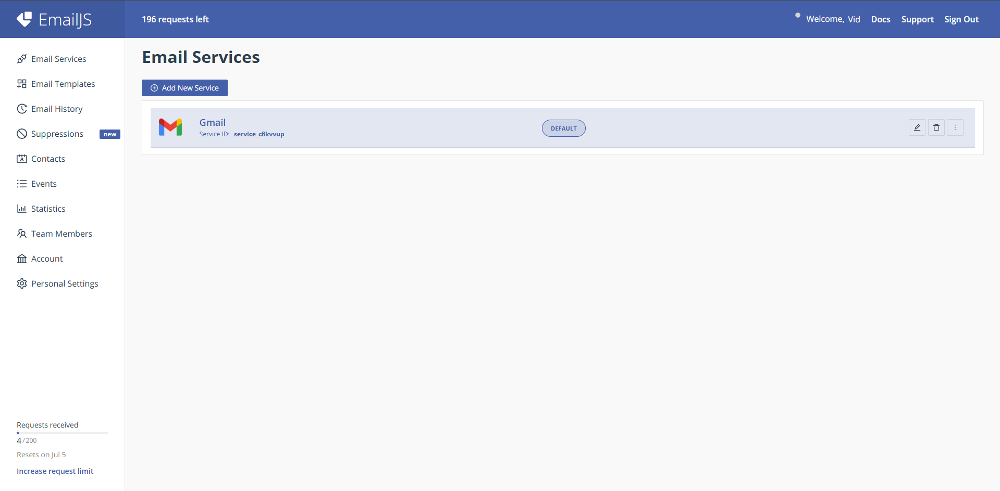 EmailJS
196 requests left
Welcome, Vid
Docs
Support
Sign Out
Email Services
Email Templates
Email History
Suppressions
new
Contacts
Events
Statistics
Team Members
Account
Personal Settings
Requests received
4/200
Resets on Jul 5
Increase request limit
Email Services
Add New Service
Gmail
Service ID: service_c8kvvup
DEFAULT